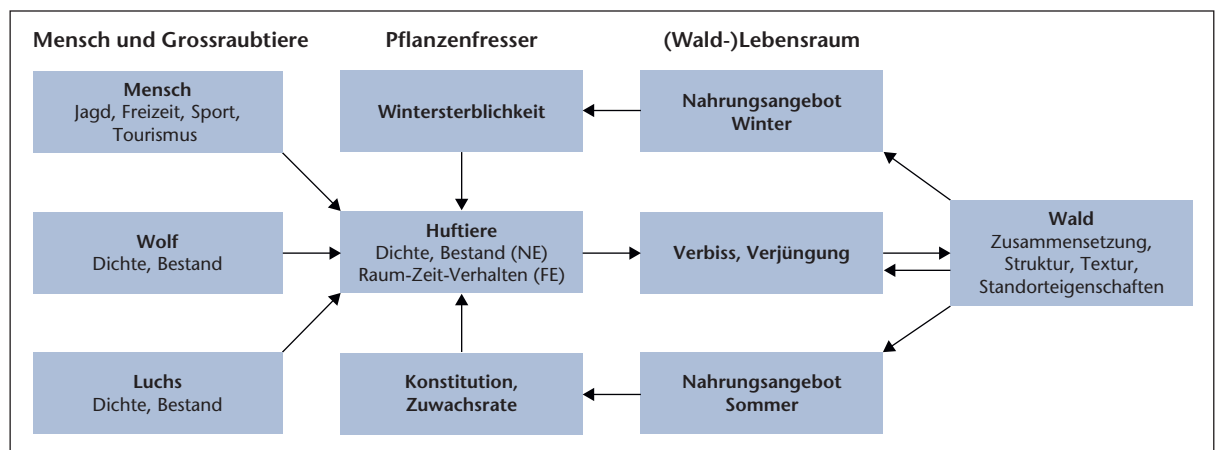 Mensch und Grossraubtiere
Pflanzenfresser
(Wald-)Lebensraum
Mensch
Jagd, Freizeit, Sport,
Tourismus
Wintersterblichkeit
Nahrungsangebot
Winter
Wolf
Dichte, Bestand
Huftiere
Dichte, Bestand (NE)
Raum-Zeit-Verhalten (FE)
Verbiss, Verjüngung
Wald
Zusammensetzung,
Struktur, Textur,
Standorteigenschaften
Luchs
Dichte, Bestand
Konstitution,
Zuwachsrate
Nahrungsangebot
Sommer